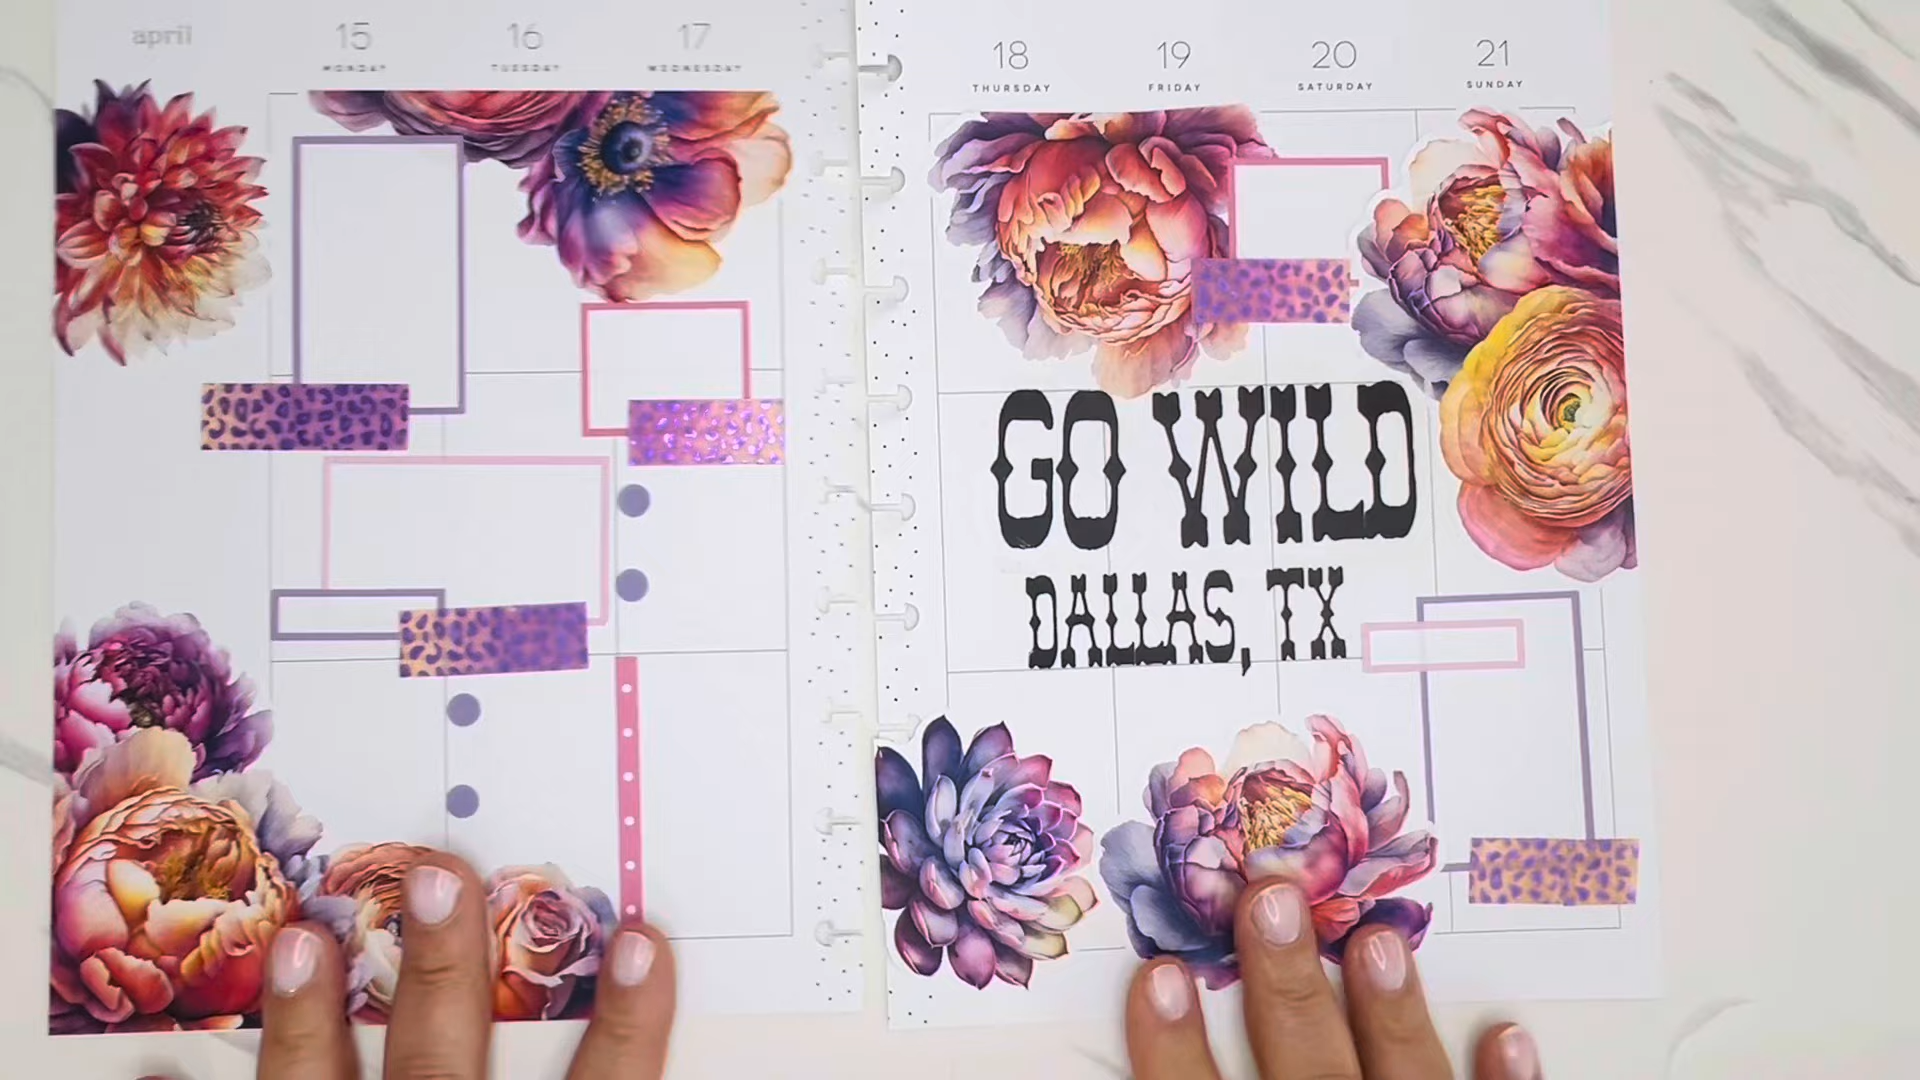 april
15
MONDAY
16
TUESDAY
17
WEDNESDAY
18
THURSDAY
19
FRIDAY
20
SATURDAY
21
SUNDAY
GO WILD
DALLAS, TX